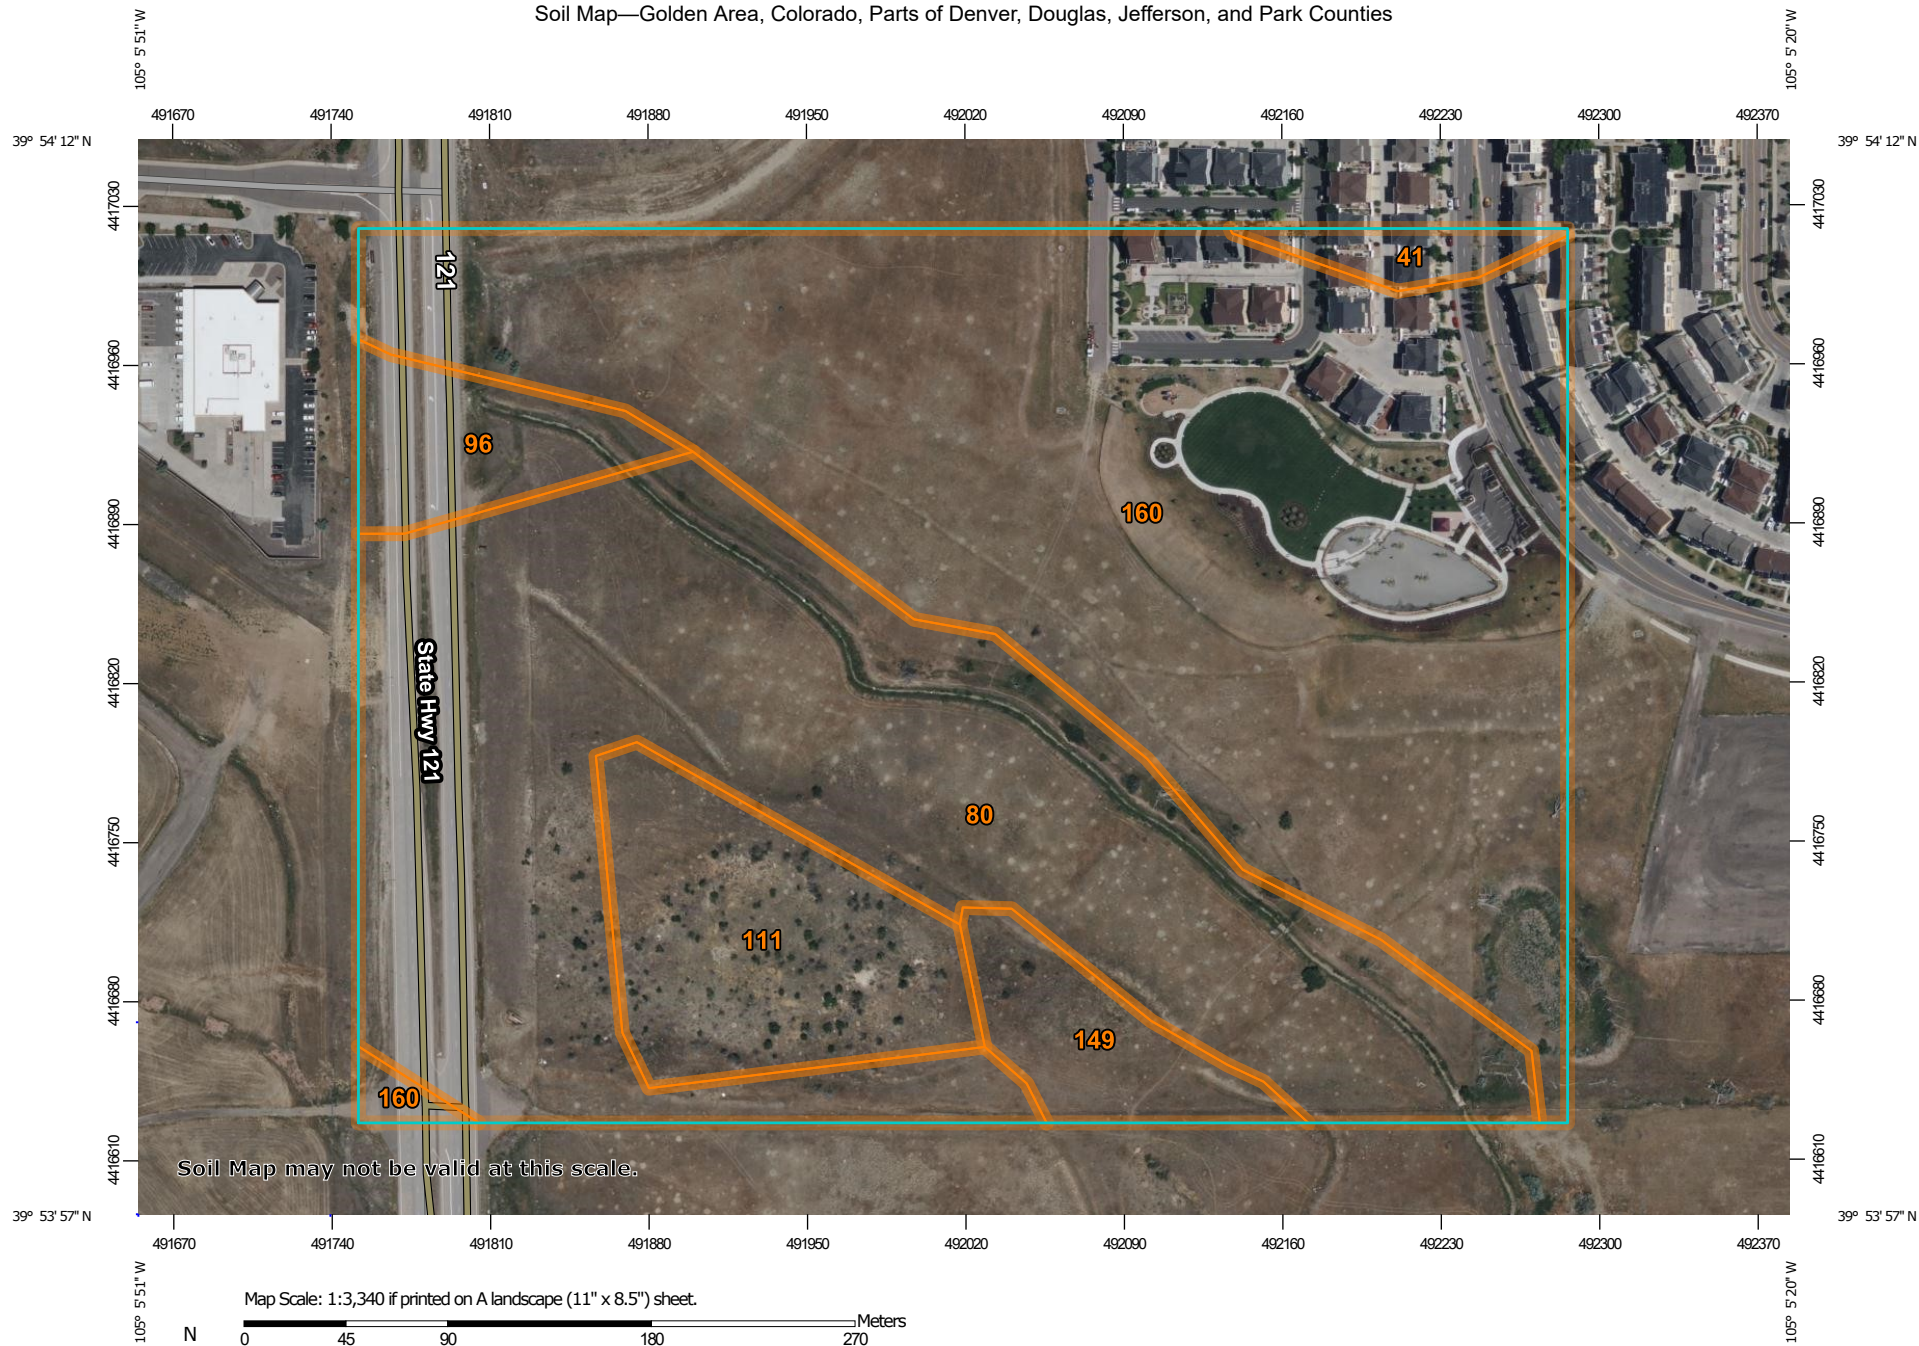 Soil Map—Golden Area, Colorado, Parts of Denver, Douglas, Jefferson, and Park Counties
105° 5' 51" W
105° 5' 20" W
491670 491740 491810 491880 491950 492020 492090 492160 492230 492300 492370
39° 54' 12" N
39° 54' 12" N
4417030
4417030
121
41
4416960
4416960
96
160
4416890
4416890
State Hwy 121
4416820
4416820
80
4416750
4416750
111
149
4416680
4416680
160
4416610
4416610
Soil Map may not be valid at this scale.
39° 53' 57" N
39° 53' 57" N
491670 491740 491810 491880 491950 492020 492090 492160 492230 492300 492370
105° 5' 51" W
105° 5' 20" W
Map Scale: 1:3,340 if printed on A landscape (11" x 8.5") sheet.
Meters
N
0 45 90 180 270